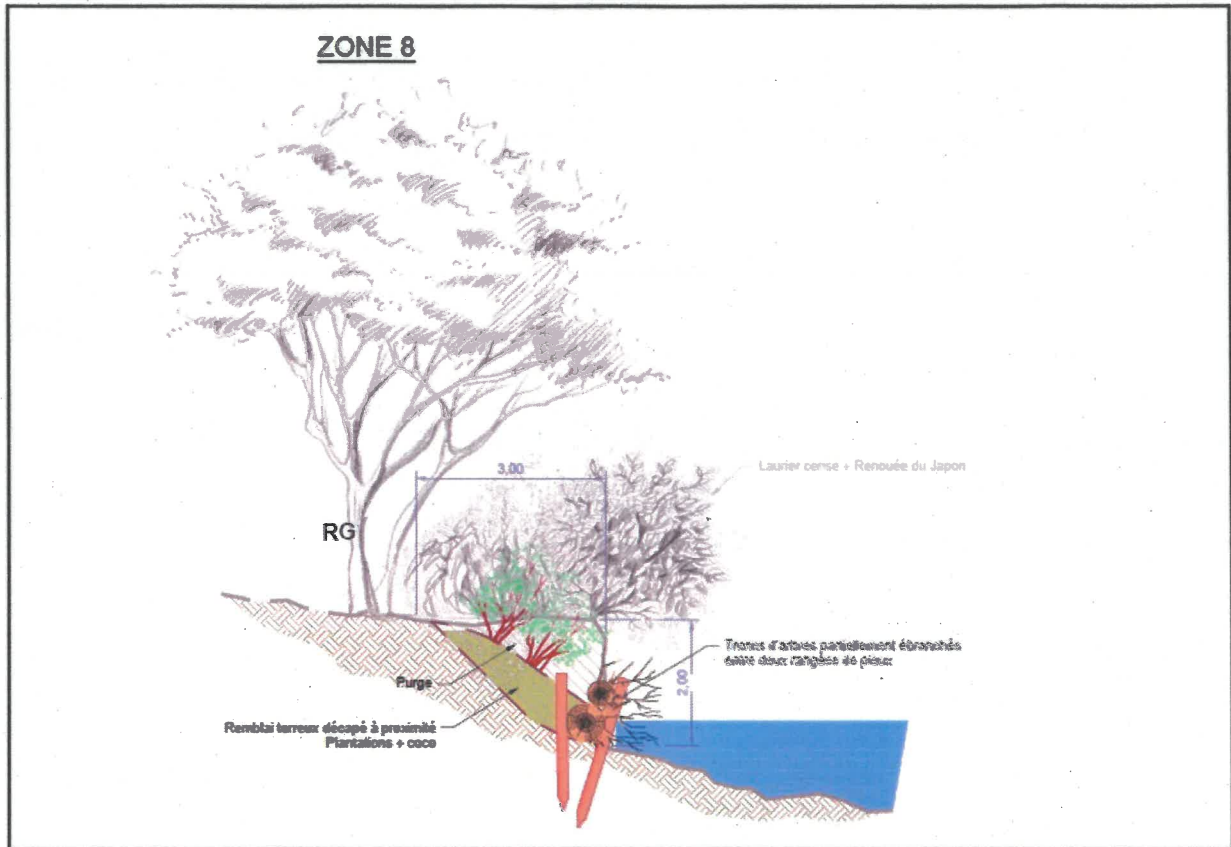 ZONE 8
3,00
Laurier cerise + Renouée du Japon
RG
Troncs d'arbres partiellement ébranchés
entre deux rangées de pieux
2,00
Purge
Remblai terreux décapé à proximité
Plantations + coco